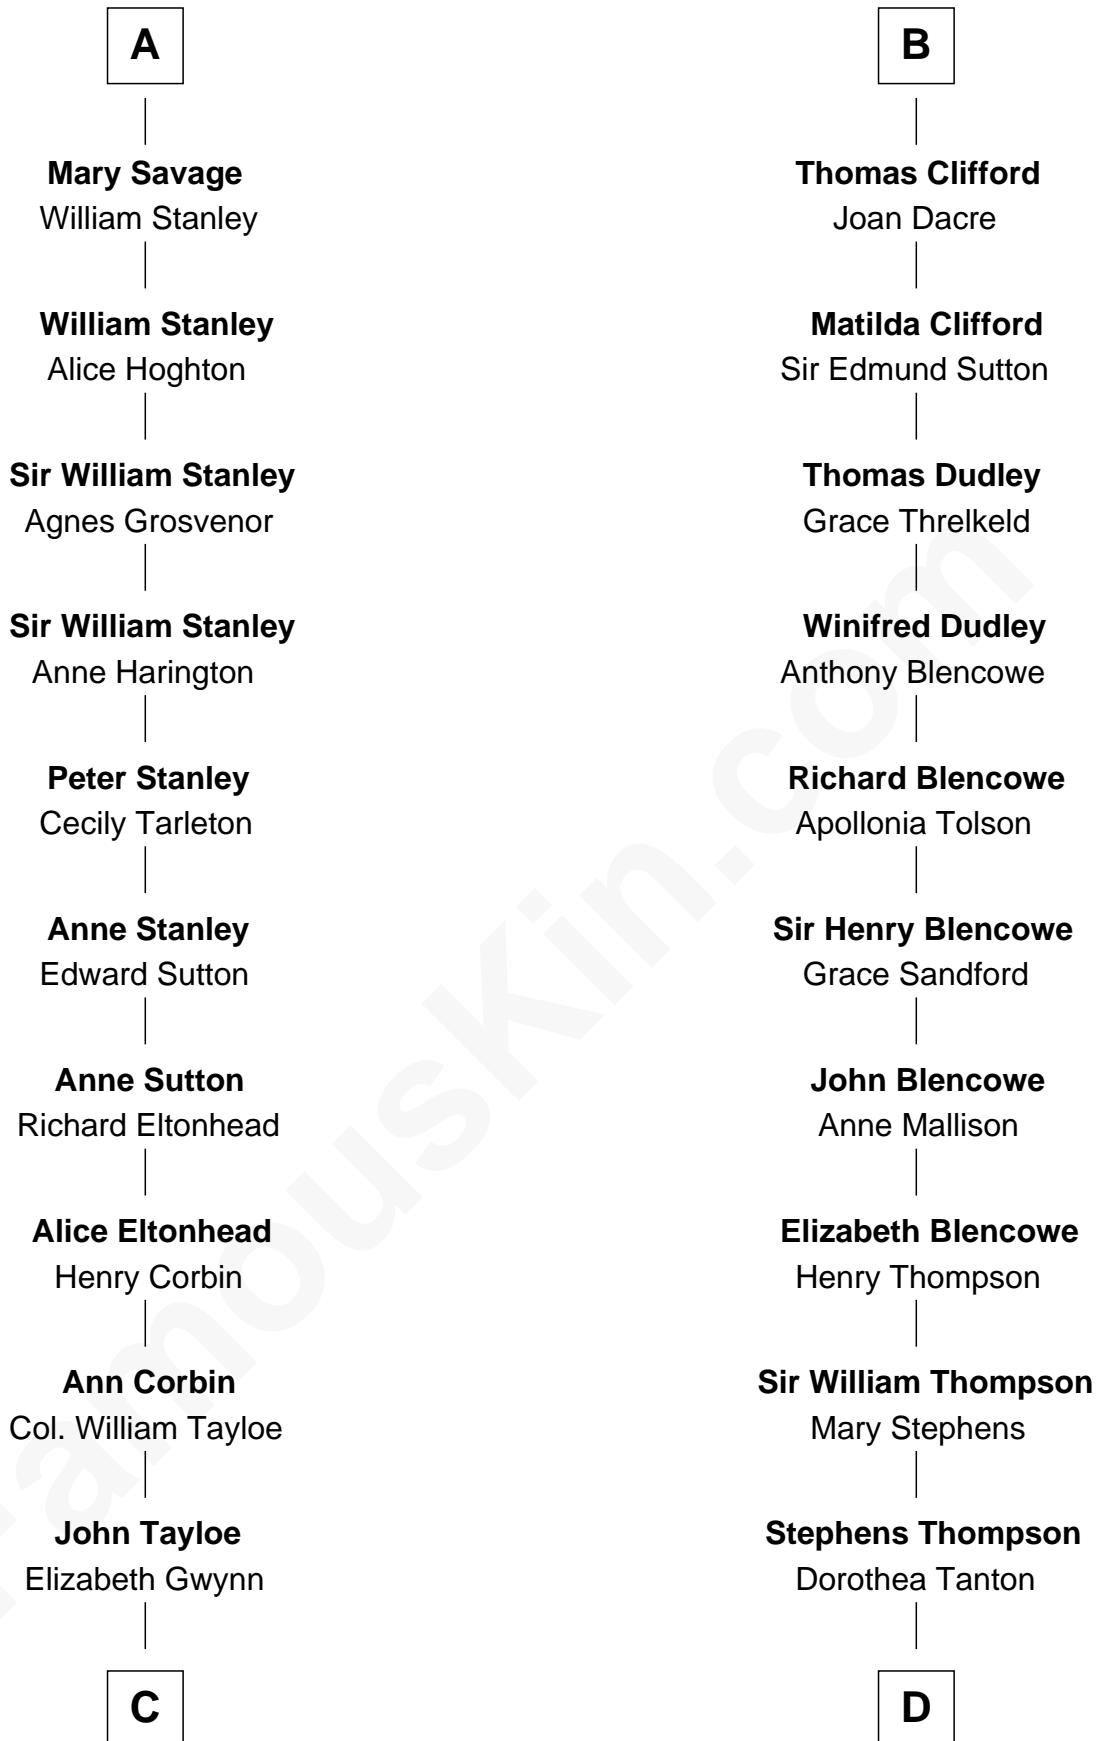 A
Mary Savage
William Stanley
William Stanley
Alice Hoghton
Sir William Stanley
Agnes Grosvenor
Sir William Stanley
Anne Harington
Peter Stanley
Cecily Tarleton
Anne Stanley
Edward Sutton
Anne Sutton
Richard Eltonhead
Alice Eltonhead
Henry Corbin
Ann Corbin
Col. William Tayloe
John Tayloe
Elizabeth Gwynn
C
B
Thomas Clifford
Joan Dacre
Matilda Clifford
Sir Edmund Sutton
Thomas Dudley
Grace Threlkeld
Winifred Dudley
Anthony Blencowe
Richard Blencowe
Apollonia Tolson
Sir Henry Blencowe
Grace Sandford
John Blencowe
Anne Mallison
Elizabeth Blencowe
Henry Thompson
Sir William Thompson
Mary Stephens
Stephens Thompson
Dorothea Tanton
D
FamousKin.com